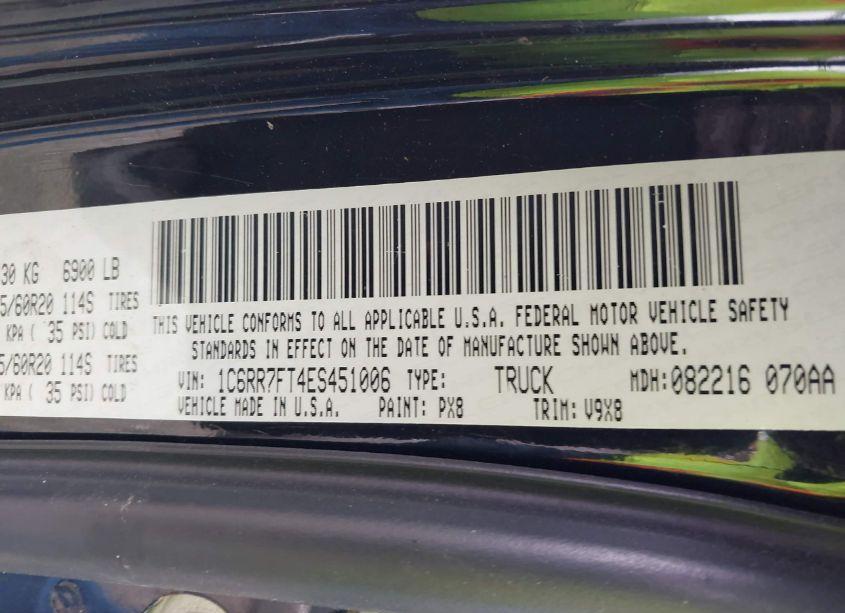 30 KG 6900 LB
5/60R20 114S TIRES
KPA ( 35 PSI) COLD
5/60R20 114S TIRES
KPA ( 35 PSI) COLD
THIS VEHICLE CONFORMS TO ALL APPLICABLE U.S.A. FEDERAL MOTOR VEHICLE SAFETY
STANDARDS IN EFFECT ON THE DATE OF MANUFACTURE SHOWN ABOVE.
VIN: 1C6RR7FT4ES451006 TYPE: TRUCK MDH: 082216 070AA
VEHICLE MADE IN U.S.A. PAINT: PX8 TRIM: V9X8